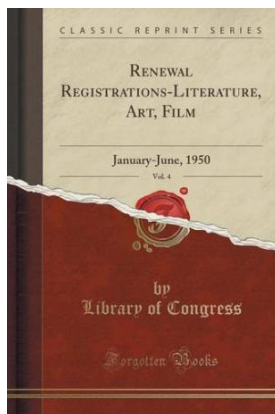 CLASSIC REPRINT SERIES
RENEWAL
REGISTRATIONS-LITERATURE,
ART, FILM
January-June, 1950
Vol. 4
by
Library of Congress
Forgotten Books